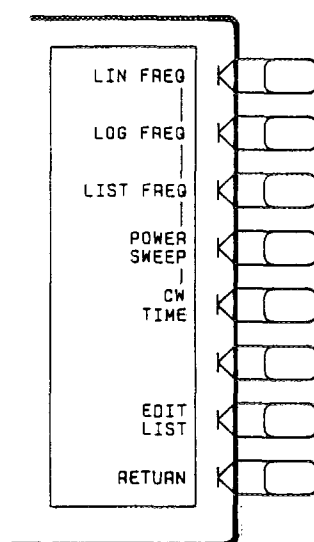 LIN FREQ
LOG FREQ
LIST FREQ
POWER
SWEEP
CW
TIME
EDIT
LIST
RETURN